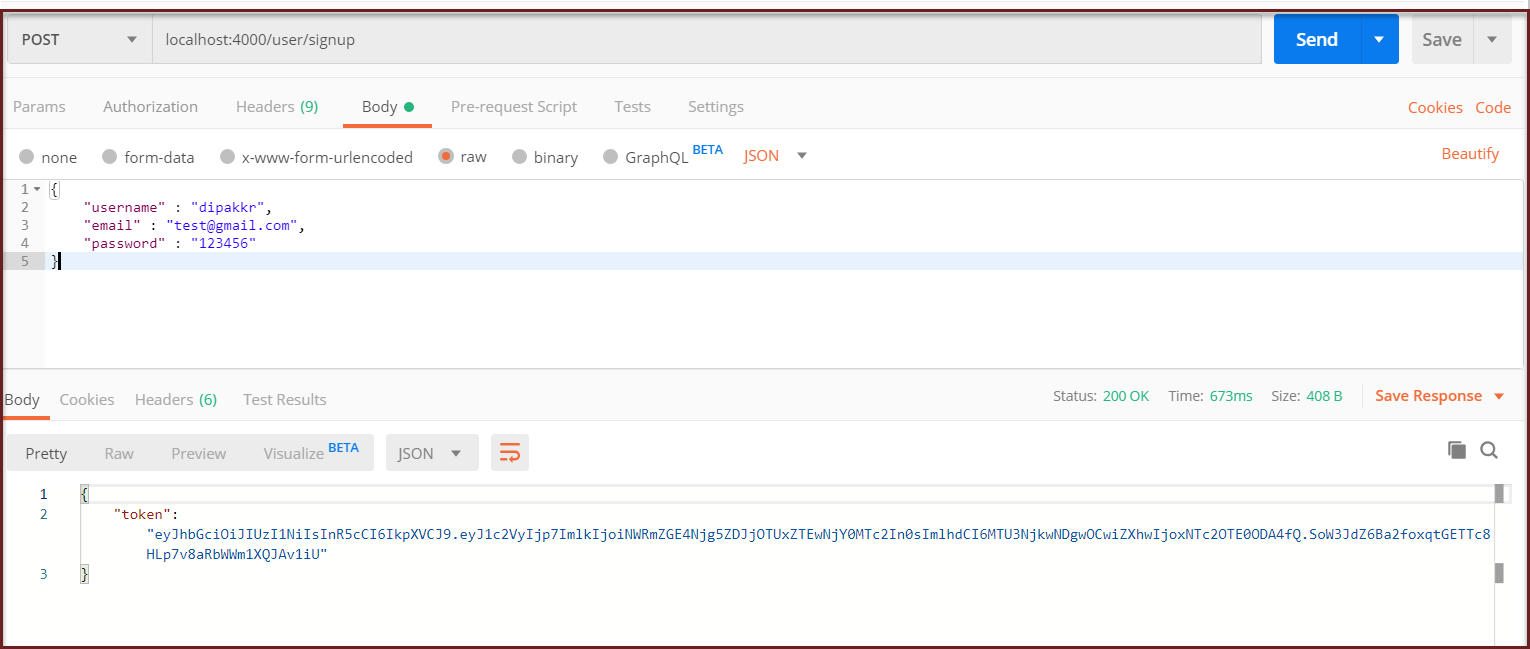 POST localhost:4000/user/signup Send Save
Params Authorization Headers (9) Body Pre-request Script Tests Settings Cookies Code
none form-data x-www-form-urlencoded raw binary GraphQL BETA JSON Beautify
1 {
2 "username" : "dipakkr",
3 "email" : "test@gmail.com",
4 "password" : "123456"
5 }
Body Cookies Headers (6) Test Results Status: 200 OK Time: 673ms Size: 408 B Save Response
Pretty Raw Preview Visualize BETA JSON
1 {
2 "token":
"eyJhbGciOiJIUzI1NiIsInR5cCI6IkpXVCJ9.eyJ1c2VyIjp7ImlkIjoiNWRmZGE4Njg5ZDJjOTUxZTEwNjY0MTc2In0sImlhdCI6MTU3NjkwNDgwOCwiZXhwIjoxNTc2OTE0ODA4fQ.SoW3JdZ6Ba2foxqtGETTc8
HLp7v8aRbWWm1XQJAv1iU"
3 }